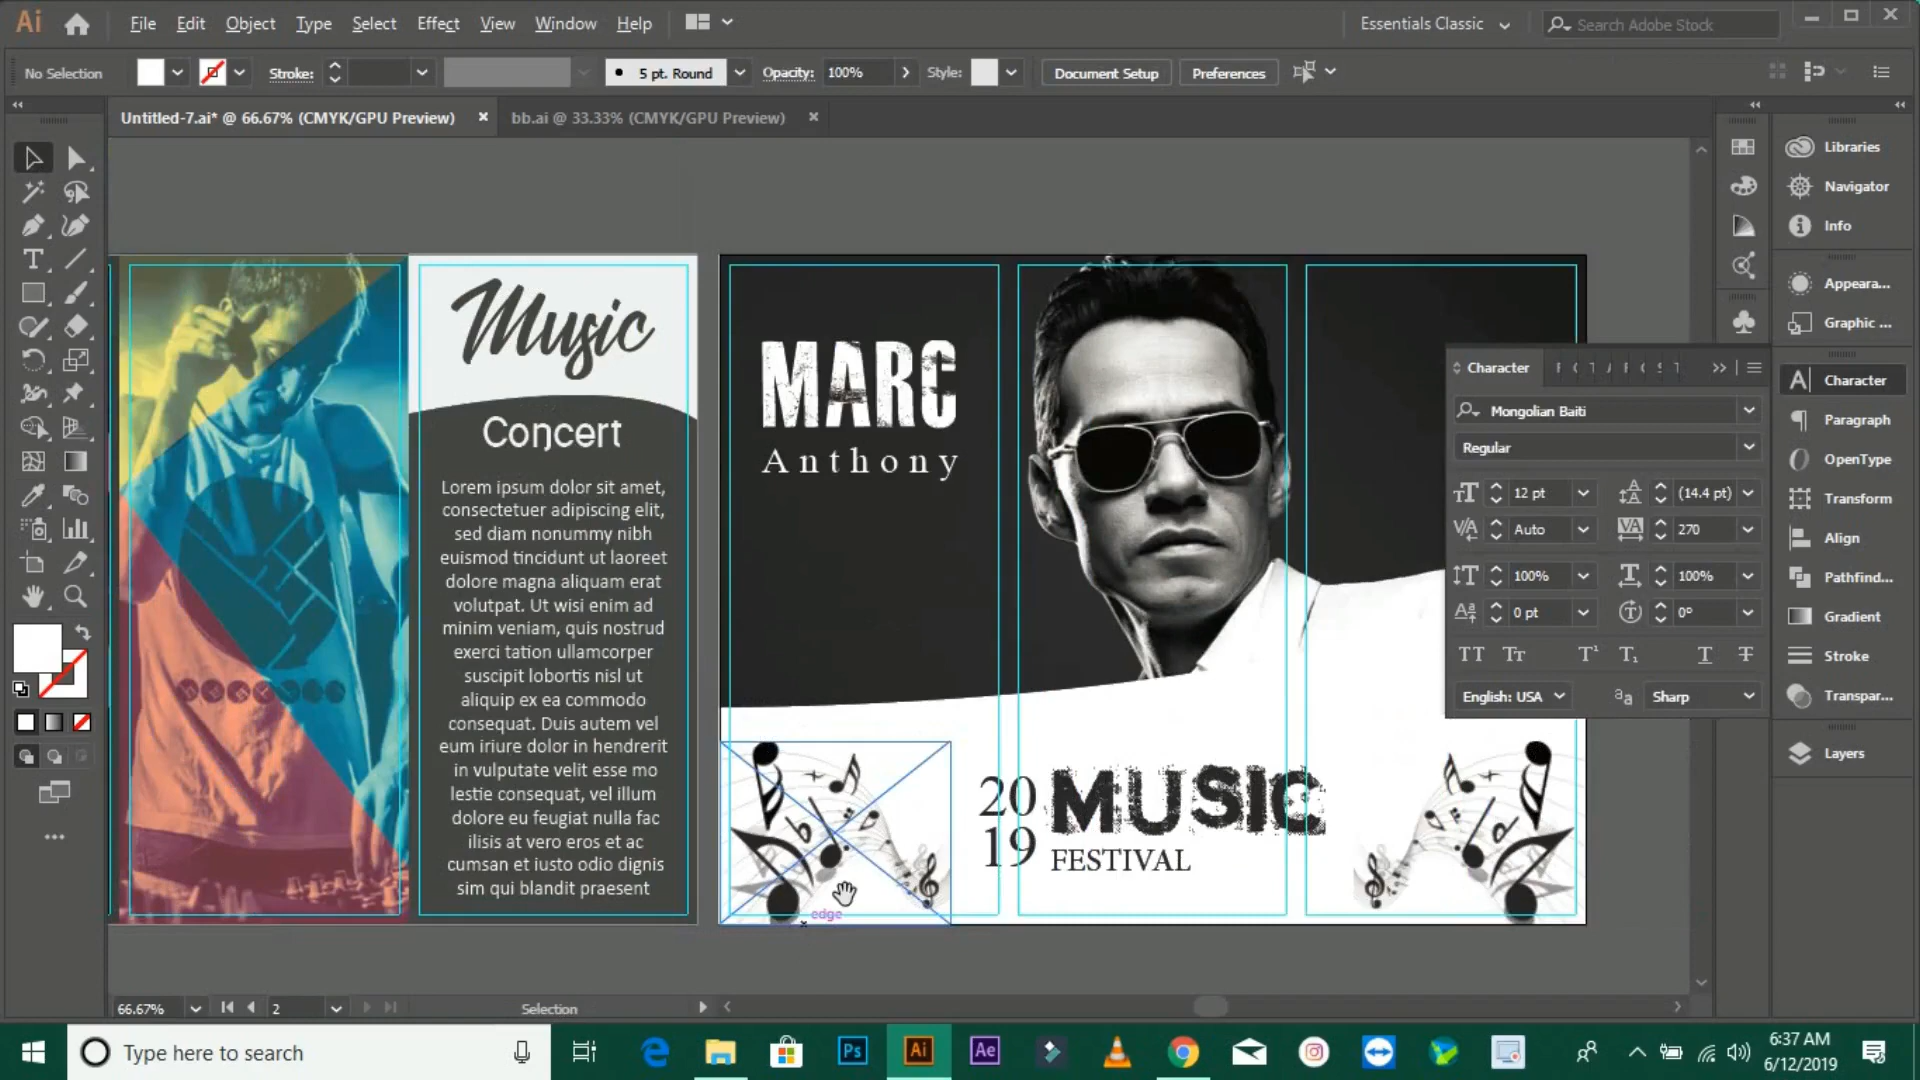 Ai
File Edit Object Type Select Effect View Window Help
Essentials Classic
Search Adobe Stock
No Selection
Stroke:
5 pt. Round
Opacity: 100%
Style:
Document Setup
Preferences
Untitled-7.ai* @ 66.67% (CMYK/GPU Preview)
bb.ai @ 33.33% (CMYK/GPU Preview)
Music
Concert
Lorem ipsum dolor sit amet,
consectetuer adipiscing elit,
sed diam nonummy nibh
euismod tincidunt ut laoreet
dolore magna aliquam erat
volutpat. Ut wisi enim ad
minim veniam, quis nostrud
exerci tation ullamcorper
suscipit lobortis nisl ut
aliquip ex ea commodo
consequat. Duis autem vel
eum iriure dolor in hendrerit
in vulputate velit esse mo
lestie consequat, vel illum
dolore eu feugiat nulla fac
ilisis at vero eros et ac
cumsan et iusto odio dignis
sim qui blandit praesent
MARC
Anthony
2019
MUSIC
FESTIVAL
edge
Character
Mongolian Baiti
Regular
12 pt
(14.4 pt)
Auto
270
100%
100%
0 pt
0°
English: USA
Sharp
Libraries
Navigator
Info
Appeara...
Graphic ...
Character
Paragraph
OpenType
Transform
Align
Pathfin...
Gradient
Stroke
Transpar...
Layers
66.67%
2
Selection
Type here to search
Ps
Ai
Ae
6:37 AM
6/12/2019